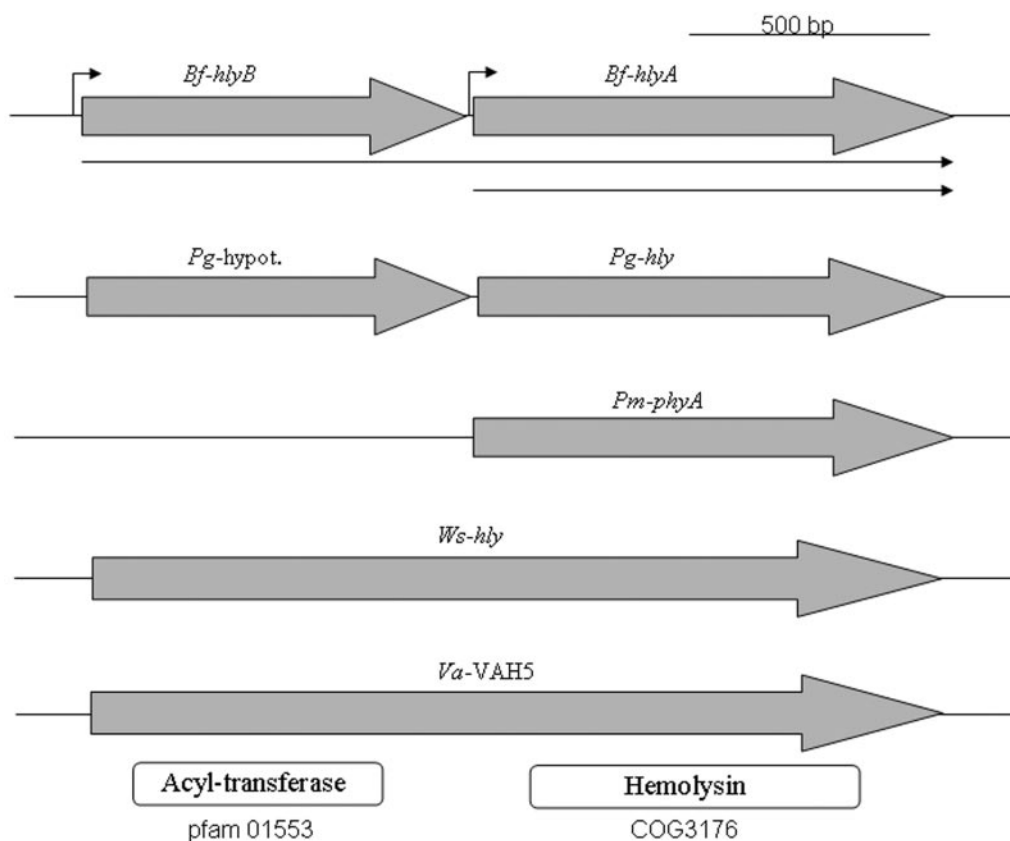 500 bp
Bf-hlyB Bf-hlyA
Pg-hypot. Pg-hly
Pm-phyA
Ws-hly
Va-VAH5
Acyl-transferase Hemolysin
pfam 01553 COG3176